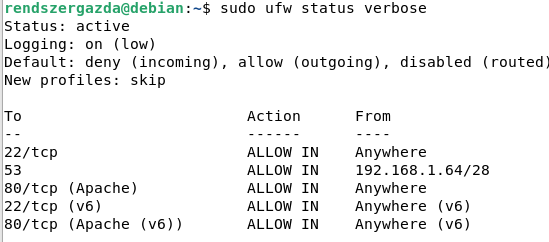 rendszergazda@debian:~$ sudo ufw status verbose
Status: active
Logging: on (low)
Default: deny (incoming), allow (outgoing), disabled (routed)
New profiles: skip
To                         Action      From
--                         ------      ----
22/tcp                     ALLOW IN    Anywhere
53                         ALLOW IN    192.168.1.64/28
80/tcp (Apache)            ALLOW IN    Anywhere
22/tcp (v6)                ALLOW IN    Anywhere (v6)
80/tcp (Apache (v6))       ALLOW IN    Anywhere (v6)